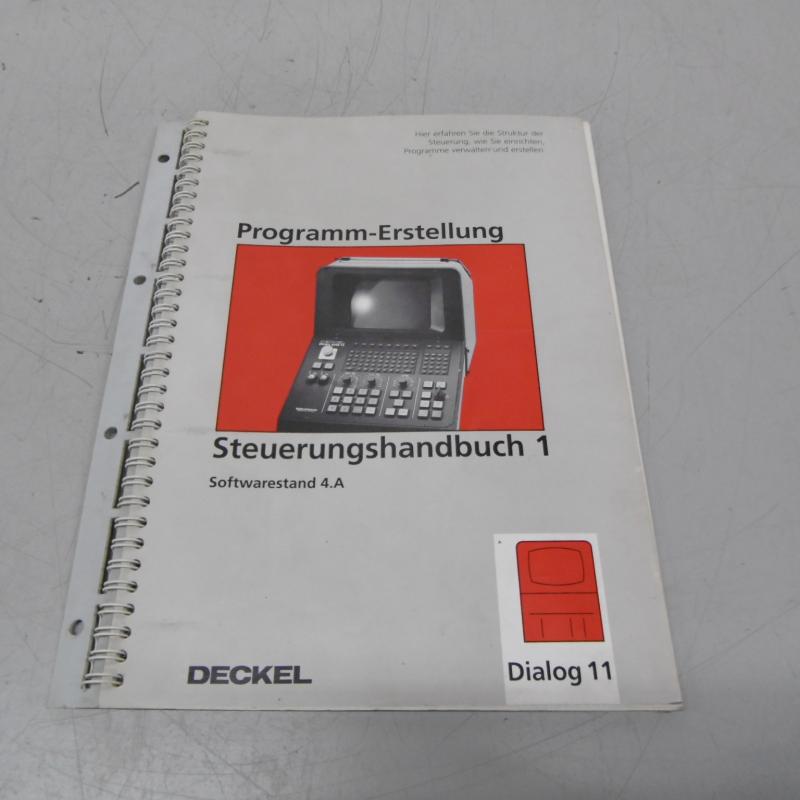 Hier erfahren Sie die Struktur der
Steuerung, wie Sie einrichten,
Programme verwalten und erstellen
Programm-Erstellung
Steuerungshandbuch 1
Softwarestand 4.A
DECKEL
Dialog 11